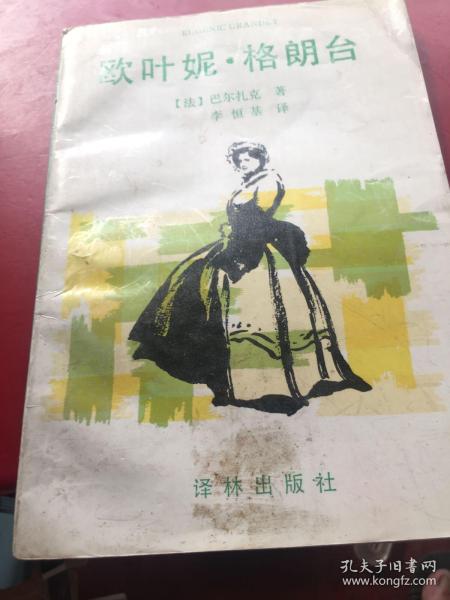 EUGENIC GRANDET
欧叶妮·格朗台
【法】巴尔扎克 著
李恒基 译
译林出版社
孔夫子旧书网
www.kongfz.com